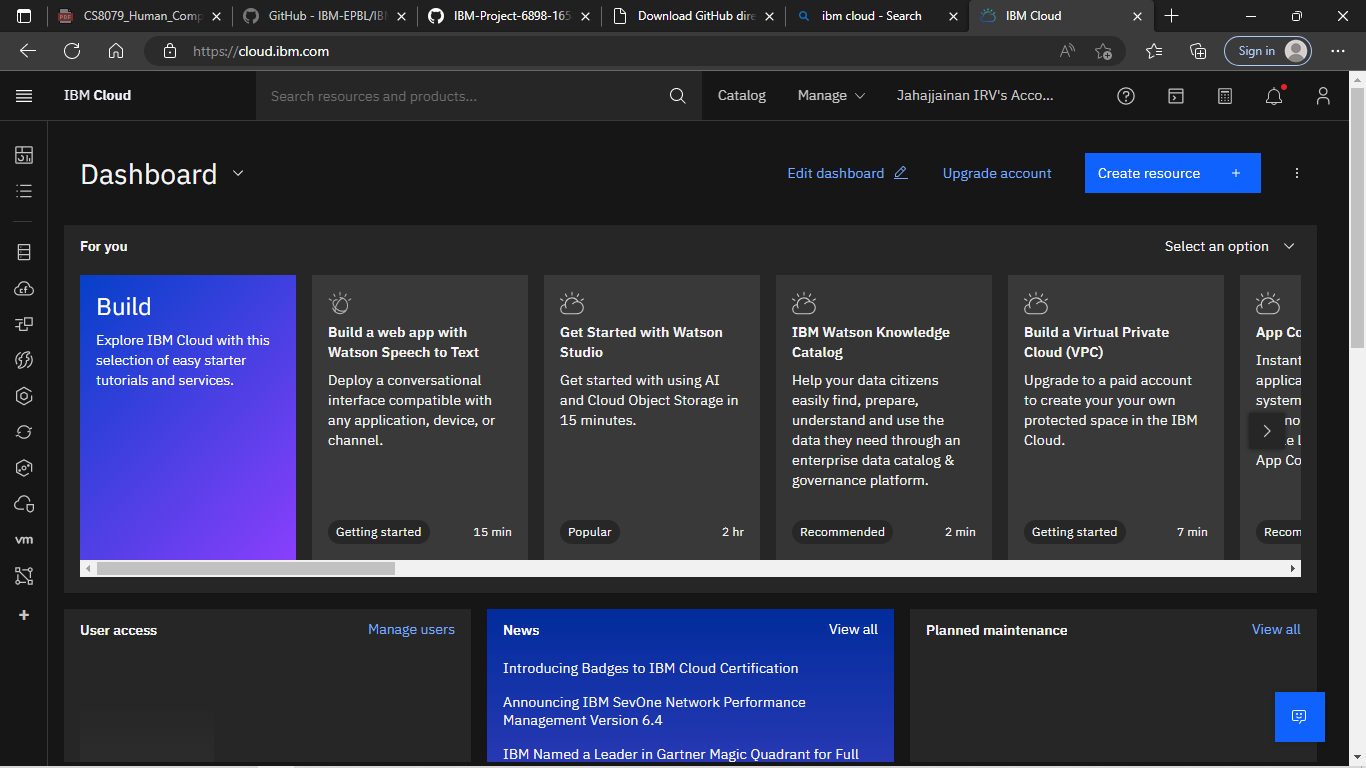 CS8079_Human_Comp
GitHub - IBM-EPBL/IBM
IBM-Project-6898-165
Download GitHub dire
ibm cloud - Search
IBM Cloud
https://cloud.ibm.com
Sign in
IBM Cloud
Search resources and products...
Catalog
Manage
Jahajjainan IRV's Acco...
Dashboard
Edit dashboard
Upgrade account
Create resource +
For you
Select an option
Build
Explore IBM Cloud with this
selection of easy starter
tutorials and services.
Build a web app with
Watson Speech to Text
Deploy a conversational
interface compatible with
any application, device, or
channel.
Getting started
15 min
Get Started with Watson
Studio
Get started with using AI
and Cloud Object Storage in
15 minutes.
Popular
2 hr
IBM Watson Knowledge
Catalog
Help your data citizens
easily find, prepare,
understand and use the
data they need through an
enterprise data catalog &
governance platform.
Recommended
2 min
Build a Virtual Private
Cloud (VPC)
Upgrade to a paid account
to create your your own
protected space in the IBM
Cloud.
Getting started
7 min
App Co
Instant
applica
system
App Co
Recom
vm
User access
Manage users
News
View all
Introducing Badges to IBM Cloud Certification
Announcing IBM SevOne Network Performance
Management Version 6.4
IBM Named a Leader in Gartner Magic Quadrant for Full
Planned maintenance
View all